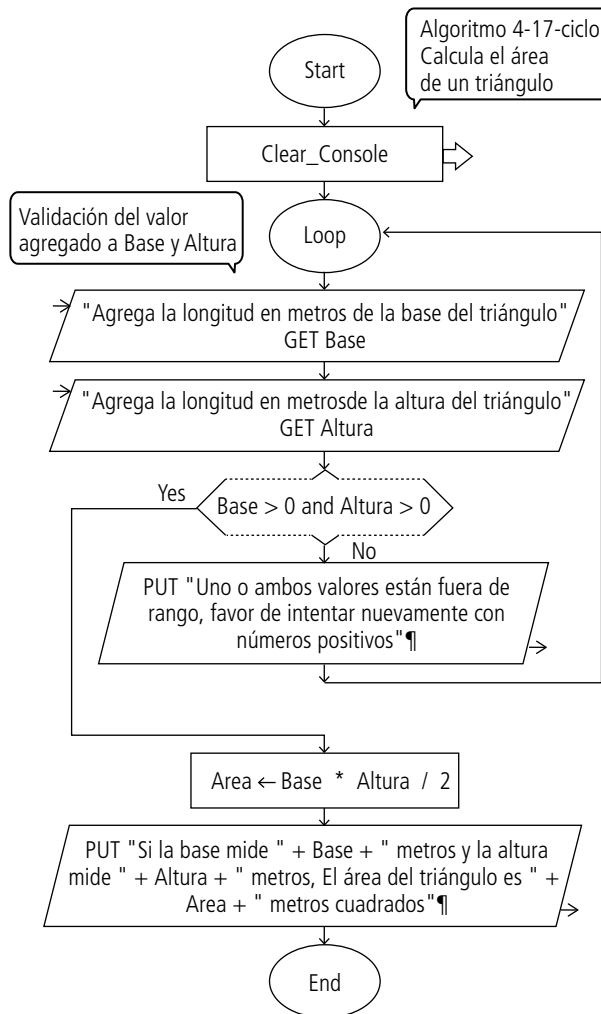 Algoritmo 4-17-ciclo
Calcula el área
de un triángulo
Start
Clear_Console
Validación del valor
agregado a Base y Altura
Loop
"Agrega la longitud en metros de la base del triángulo"
GET Base
"Agrega la longitud en metrosde la altura del triángulo"
GET Altura
Yes
Base > 0 and Altura > 0
No
PUT "Uno o ambos valores están fuera de
rango, favor de intentar nuevamente con
números positivos"¶
Area ← Base * Altura / 2
PUT "Si la base mide " + Base + " metros y la altura
mide " + Altura + " metros, El área del triángulo es " +
Area + " metros cuadrados"¶
End